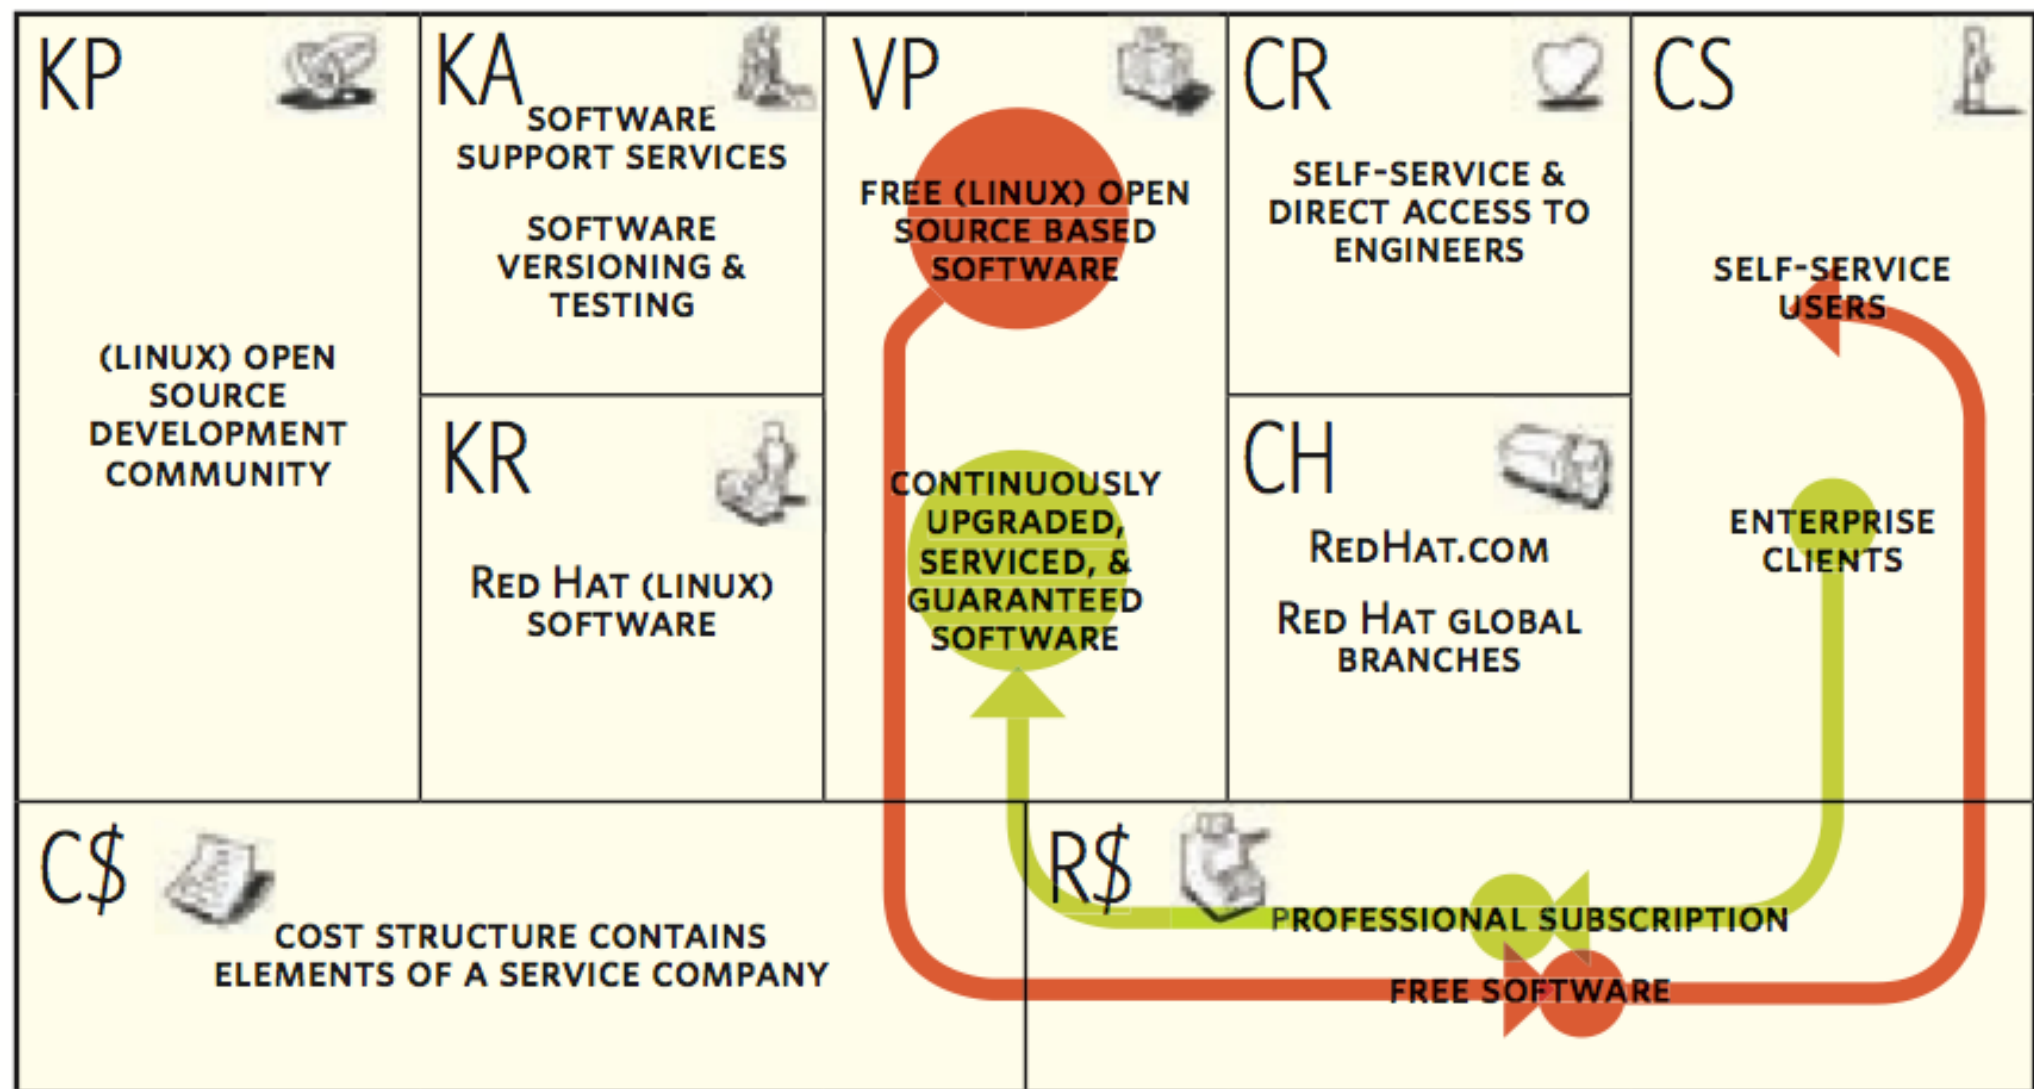 KP
(LINUX) OPEN
SOURCE
DEVELOPMENT
COMMUNITY
KA
SOFTWARE
SUPPORT SERVICES
SOFTWARE
VERSIONING &
TESTING
KR
RED HAT (LINUX)
SOFTWARE
VP
FREE (LINUX) OPEN
SOURCE BASED
SOFTWARE
CONTINUOUSLY
UPGRADED,
SERVICED, &
GUARANTEED
SOFTWARE
CR
SELF-SERVICE &
DIRECT ACCESS TO
ENGINEERS
CH
REDHAT.COM
RED HAT GLOBAL
BRANCHES
CS
SELF-SERVICE
USERS
ENTERPRISE
CLIENTS
C$
COST STRUCTURE CONTAINS
ELEMENTS OF A SERVICE COMPANY
R$
PROFESSIONAL SUBSCRIPTION
FREE SOFTWARE